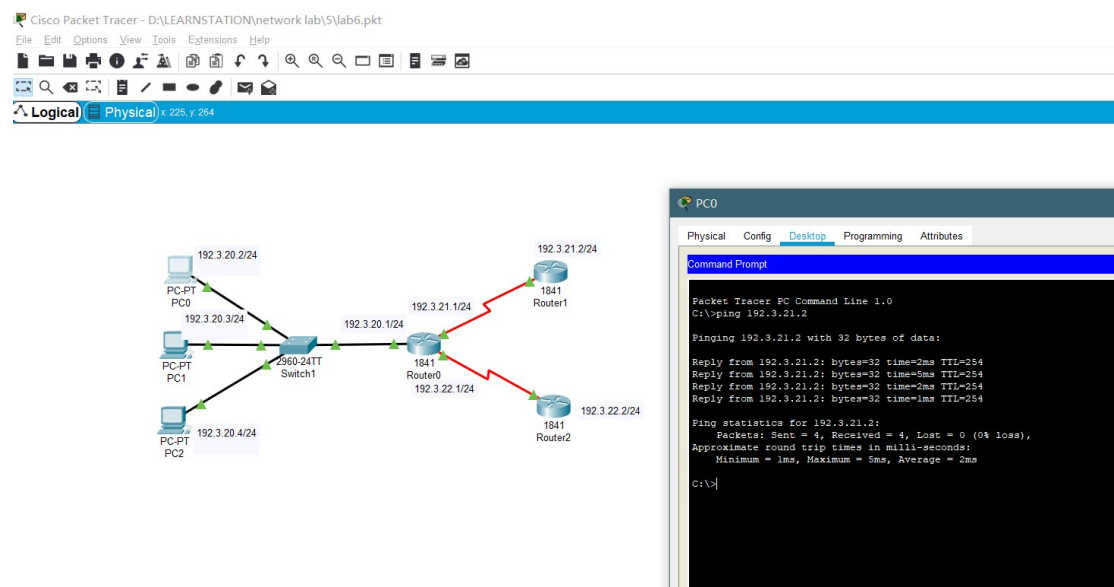 Cisco Packet Tracer - D:\LEARNSTATION\network lab\5\lab6.pkt
File Edit Options View Tools Extensions Help
Logical Physical x: 225, y: 264
192.3.20.2/24
PC-PT
PC0
192.3.20.3/24
PC-PT
PC1
192.3.20.4/24
PC-PT
PC2
2960-24TT
Switch1
192.3.20.1/24
192.3.21.1/24
1841
Router0
192.3.22.1/24
192.3.21.2/24
1841
Router1
192.3.22.2/24
1841
Router2
PC0
Physical Config Desktop Programming Attributes
Command Prompt
Packet Tracer PC Command Line 1.0
C:\>ping 192.3.21.2
Pinging 192.3.21.2 with 32 bytes of data:
Reply from 192.3.21.2: bytes=32 time=2ms TTL=254
Reply from 192.3.21.2: bytes=32 time=5ms TTL=254
Reply from 192.3.21.2: bytes=32 time=2ms TTL=254
Reply from 192.3.21.2: bytes=32 time=1ms TTL=254
Ping statistics for 192.3.21.2:
Packets: Sent = 4, Received = 4, Lost = 0 (0% loss),
Approximate round trip times in milli-seconds:
Minimum = 1ms, Maximum = 5ms, Average = 2ms
C:\>